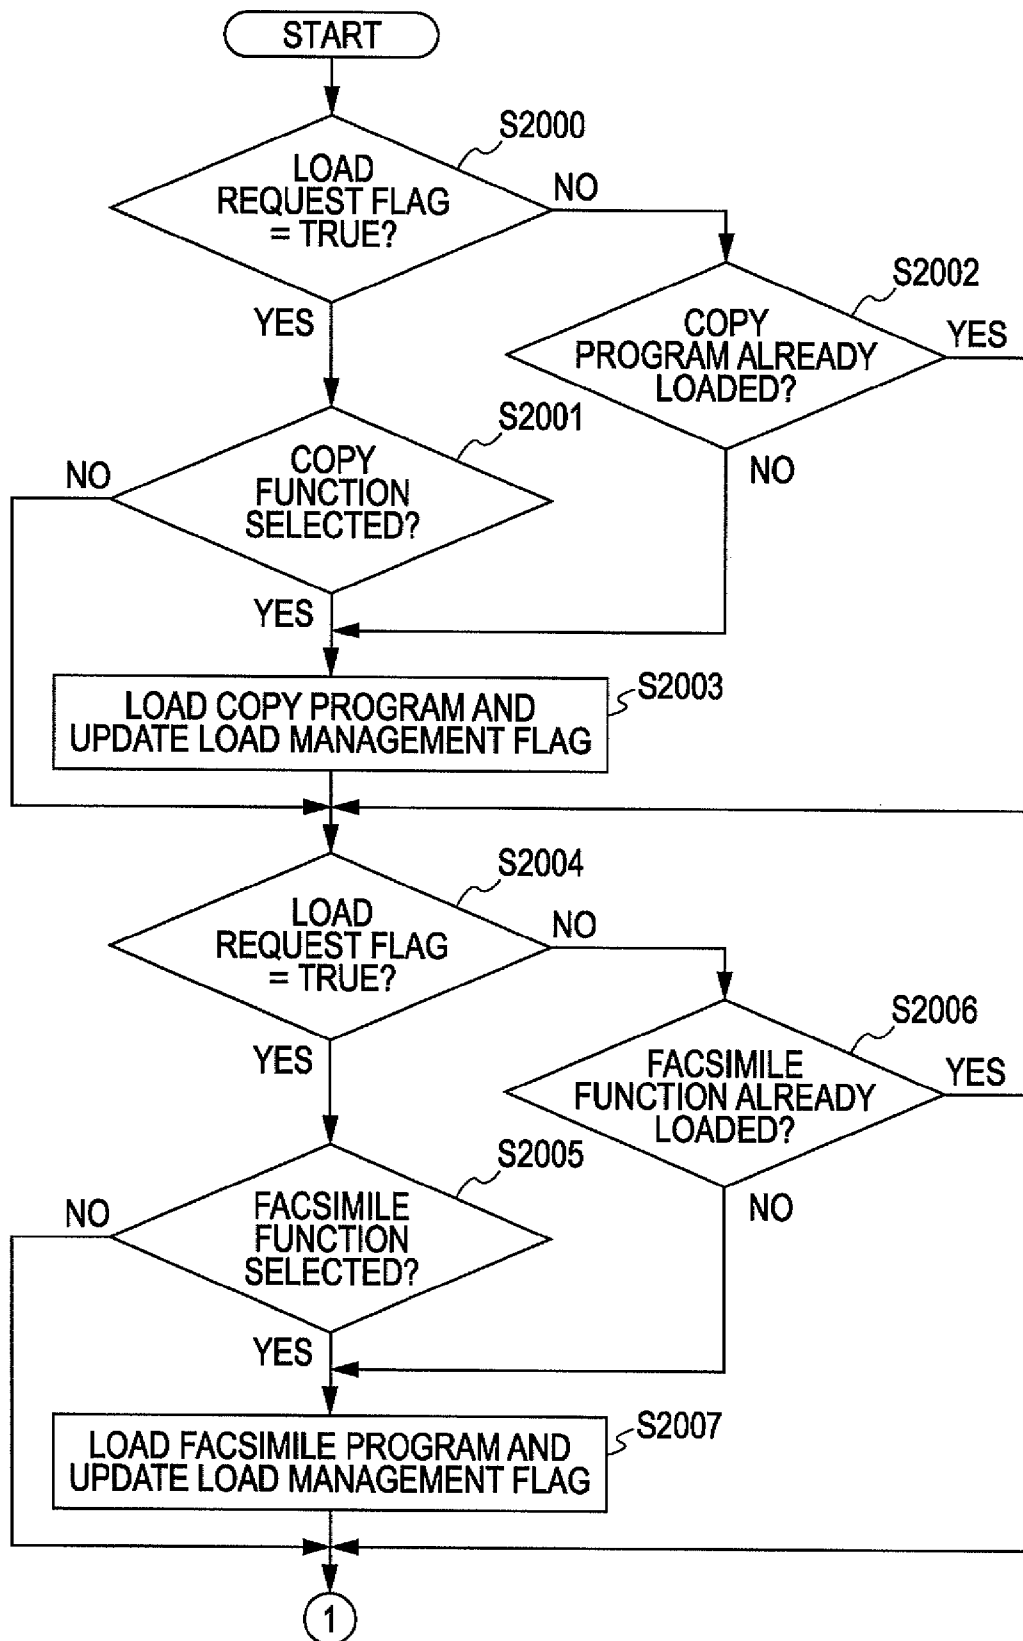 START
S2000
LOAD
REQUEST FLAG
= TRUE?
NO
YES
S2002
COPY
PROGRAM ALREADY
LOADED?
YES
NO
S2001
COPY
FUNCTION
SELECTED?
NO
YES
S2003
LOAD COPY PROGRAM AND
UPDATE LOAD MANAGEMENT FLAG
S2004
LOAD
REQUEST FLAG
= TRUE?
NO
YES
S2006
FACSIMILE
FUNCTION ALREADY
LOADED?
YES
NO
S2005
FACSIMILE
FUNCTION
SELECTED?
NO
YES
S2007
LOAD FACSIMILE PROGRAM AND
UPDATE LOAD MANAGEMENT FLAG
1